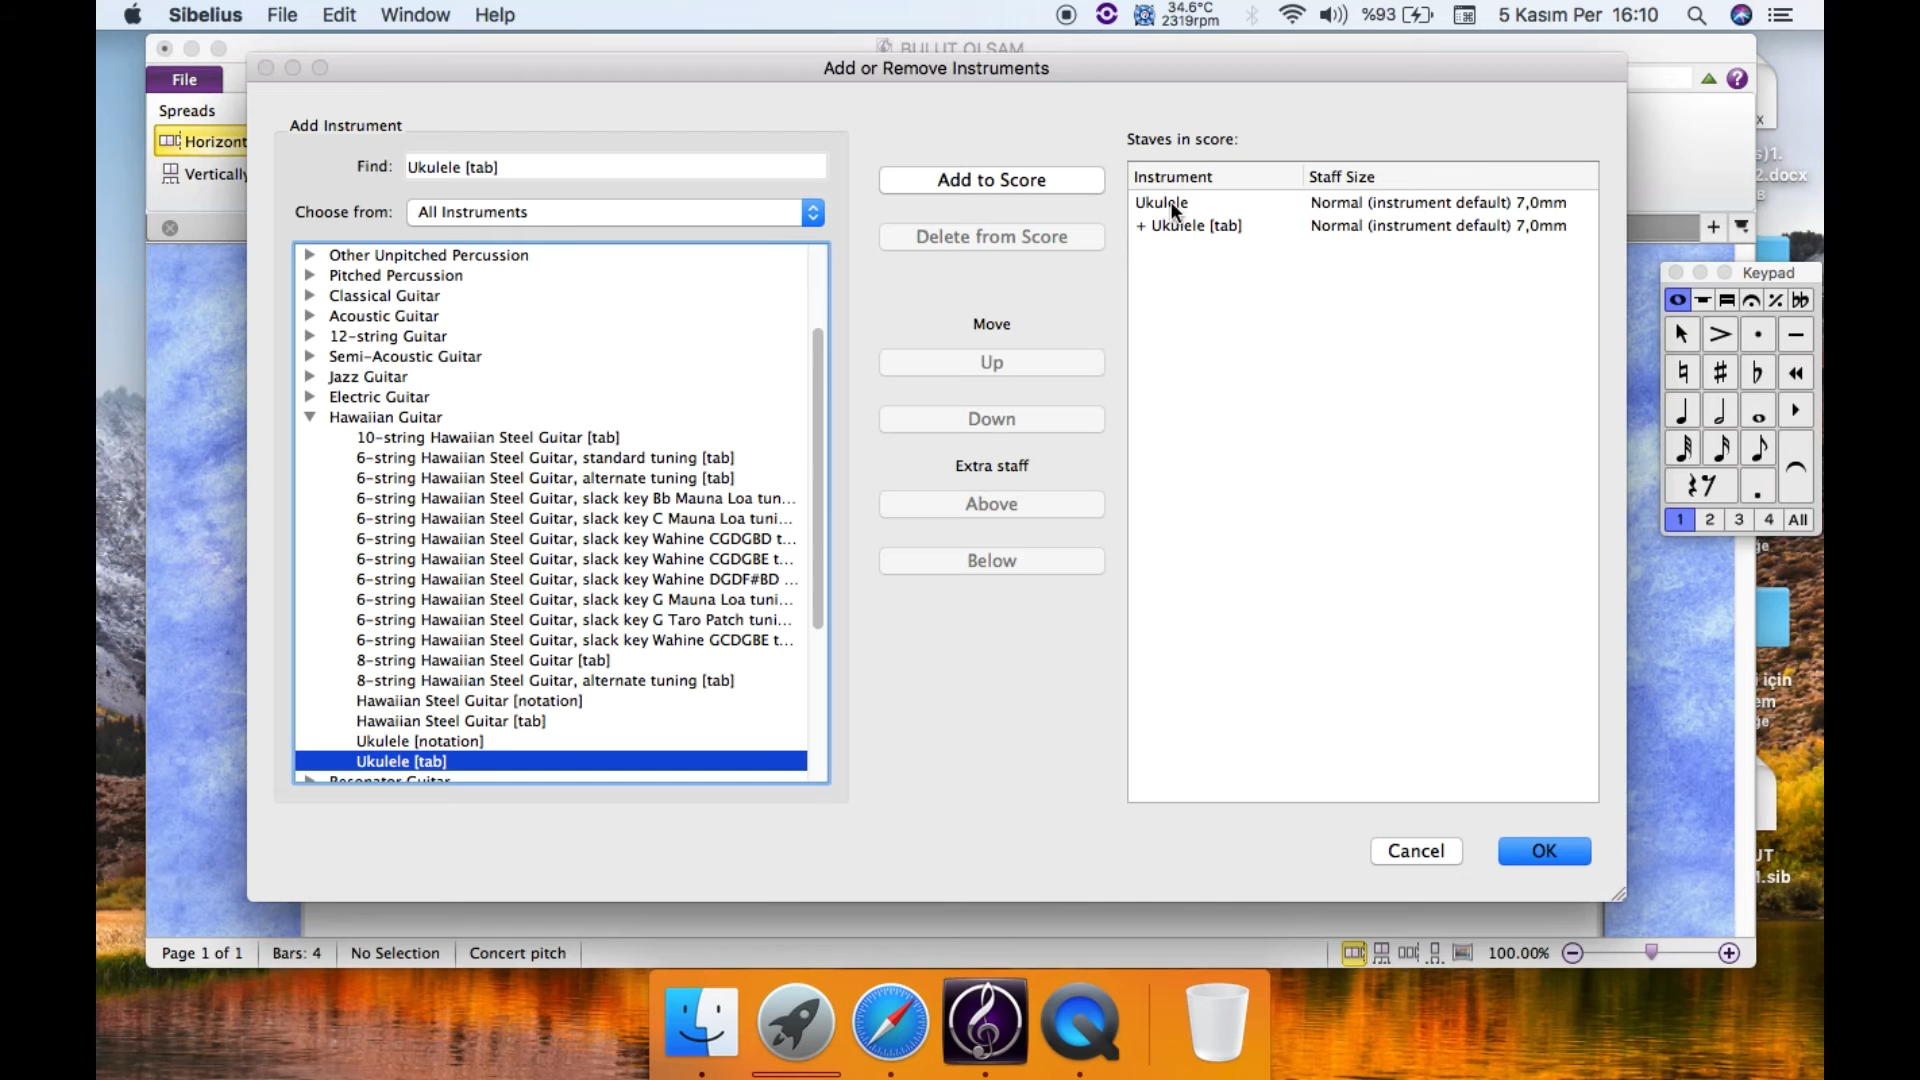 Sibelius File Edit Window Help 34.6°C 2319rpm %93 5 Kasım Per 16:10
BULUT OLSAM
Add or Remove Instruments
File
Spreads
Horizont
Vertically
Add Instrument
Find: Ukulele [tab]
Choose from: All Instruments
Other Unpitched Percussion
Pitched Percussion
Classical Guitar
Acoustic Guitar
12-string Guitar
Semi-Acoustic Guitar
Jazz Guitar
Electric Guitar
Hawaiian Guitar
10-string Hawaiian Steel Guitar [tab]
6-string Hawaiian Steel Guitar, standard tuning [tab]
6-string Hawaiian Steel Guitar, alternate tuning [tab]
6-string Hawaiian Steel Guitar, slack key Bb Mauna Loa tun...
6-string Hawaiian Steel Guitar, slack key C Mauna Loa tuni...
6-string Hawaiian Steel Guitar, slack key Wahine CGDGBD t...
6-string Hawaiian Steel Guitar, slack key Wahine CGDGBE t...
6-string Hawaiian Steel Guitar, slack key Wahine DGDF#BD ...
6-string Hawaiian Steel Guitar, slack key G Mauna Loa tuni...
6-string Hawaiian Steel Guitar, slack key G Taro Patch tuni...
6-string Hawaiian Steel Guitar, slack key Wahine GCDGBE t...
8-string Hawaiian Steel Guitar [tab]
8-string Hawaiian Steel Guitar, alternate tuning [tab]
Hawaiian Steel Guitar [notation]
Hawaiian Steel Guitar [tab]
Ukulele [notation]
Ukulele [tab]
Resonator Guitar
Add to Score
Delete from Score
Move
Up
Down
Extra staff
Above
Below
Staves in score:
Instrument Staff Size
Ukulele Normal (instrument default) 7,0mm
+ Ukulele [tab] Normal (instrument default) 7,0mm
Cancel OK
Keypad
1 2 3 4 All
x
s)1.
2.docx
B
ge
i için
em
ge
UT
1.sib
Page 1 of 1 Bars: 4 No Selection Concert pitch 100.00%